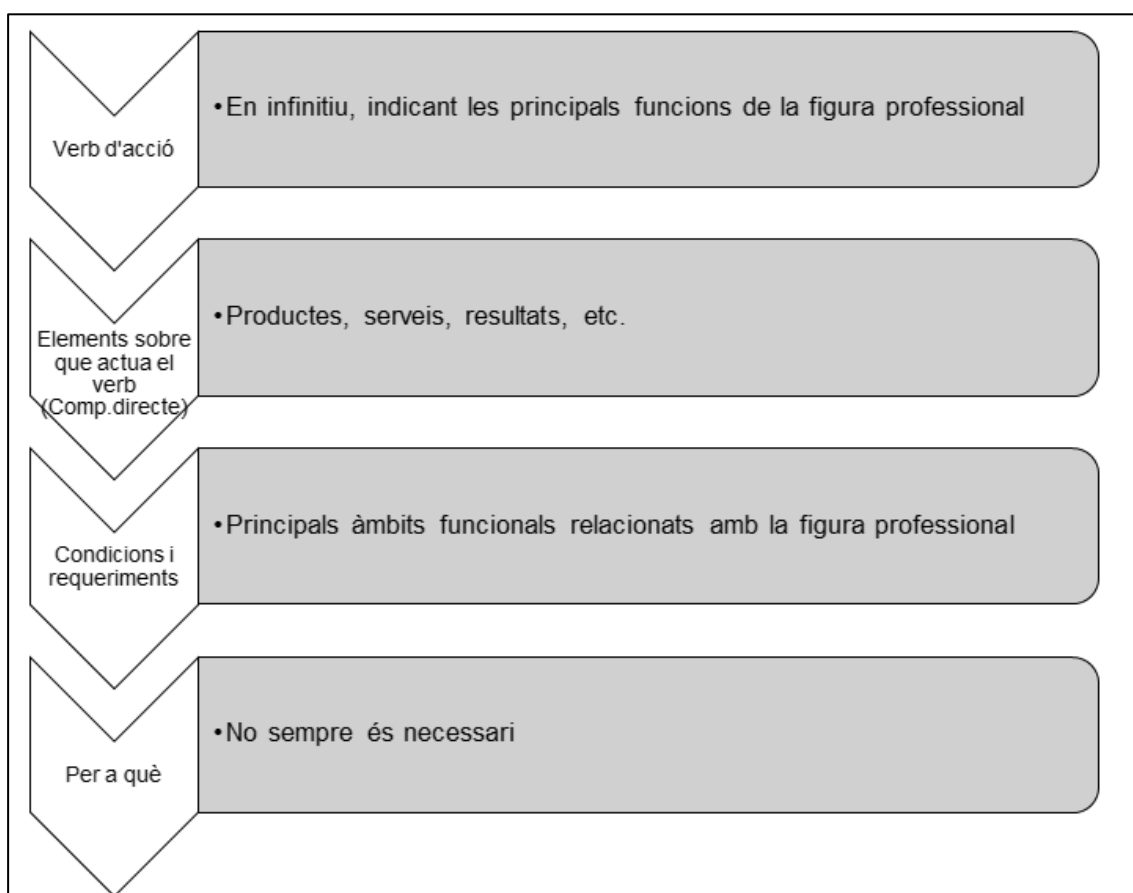 •En infinitiu, indicant les principals funcions de la figura professional
Verb d'acció
•Productes, serveis, resultats, etc.
Elements sobre
que actua el
verb
(Comp.directe)
•Principals àmbits funcionals relacionats amb la figura professional
Condicions i
requeriments
•No sempre és necessari
Per a què